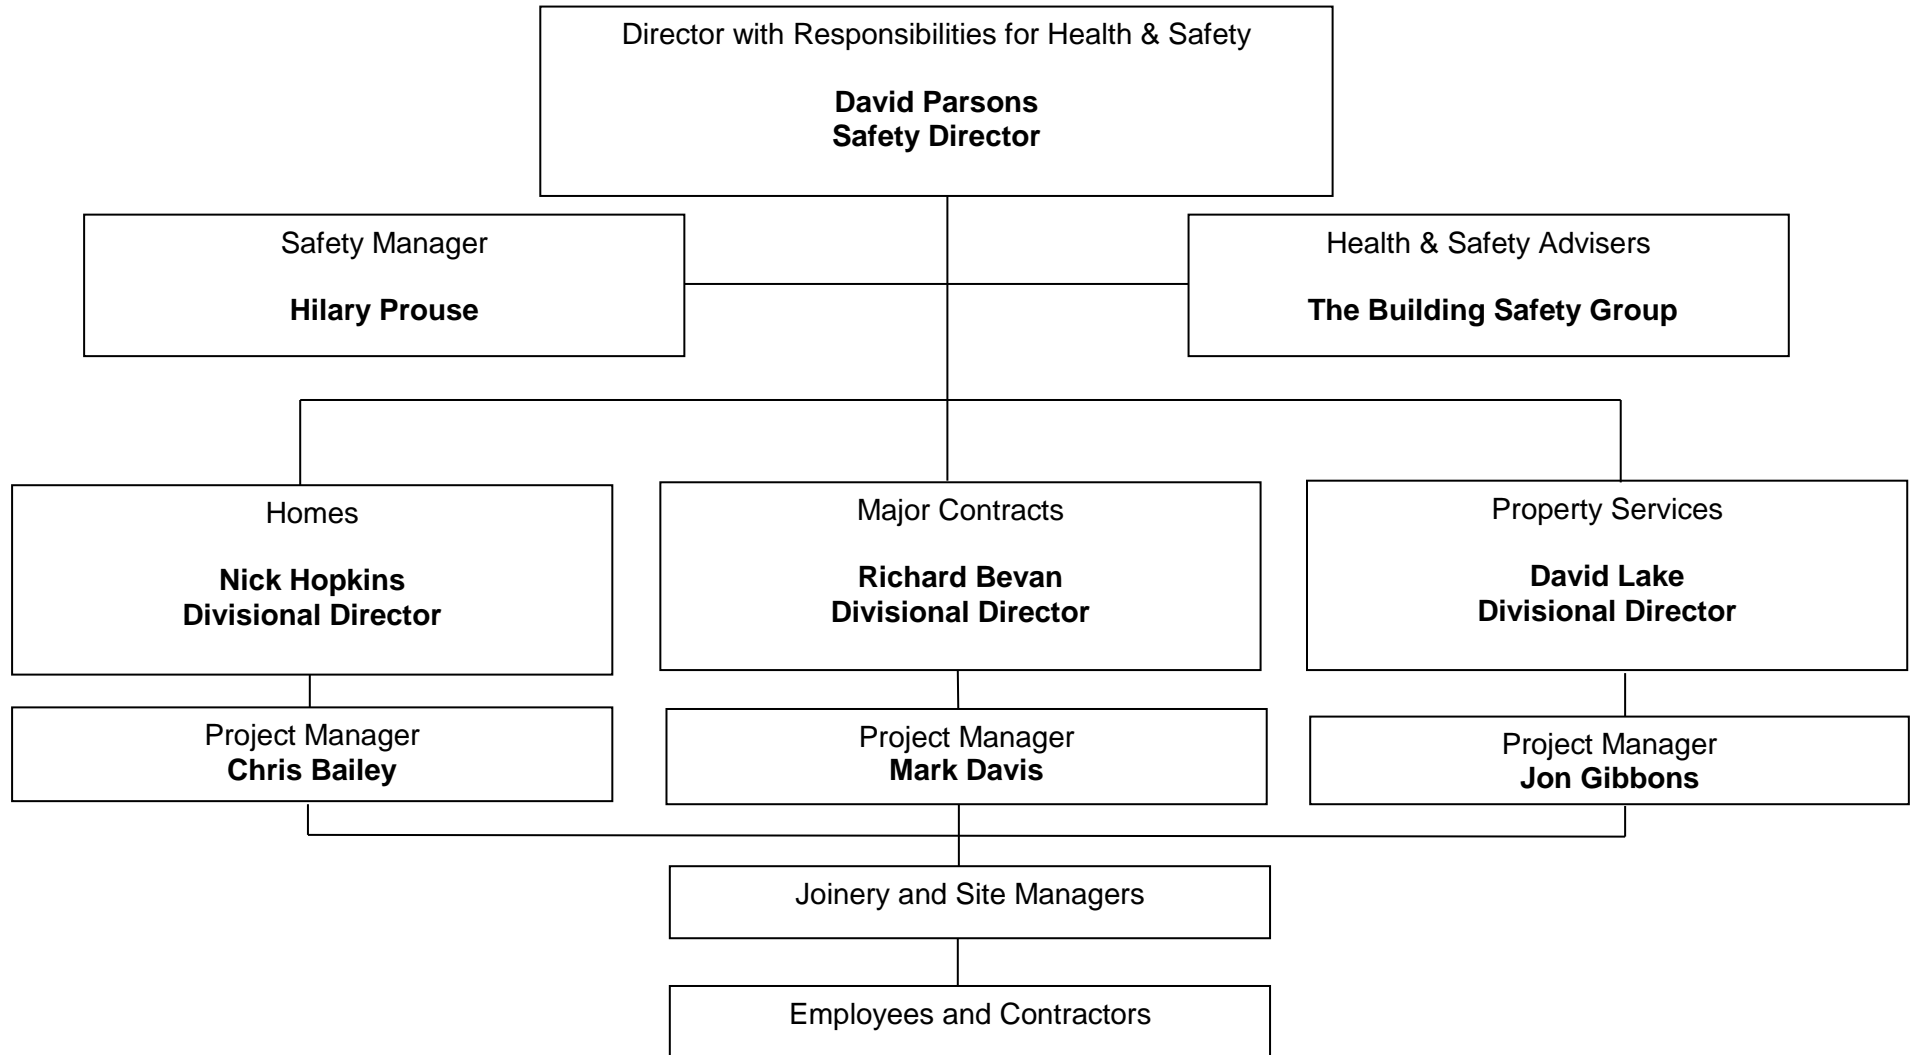 Director with Responsibilities for Health & Safety
David Parsons
Safety Director
Safety Manager
Hilary Prouse
Health & Safety Advisers
The Building Safety Group
Homes
Nick Hopkins
Divisional Director
Major Contracts
Richard Bevan
Divisional Director
Property Services
David Lake
Divisional Director
Project Manager
Chris Bailey
Project Manager
Mark Davis
Project Manager
Jon Gibbons
Joinery and Site Managers
Employees and Contractors